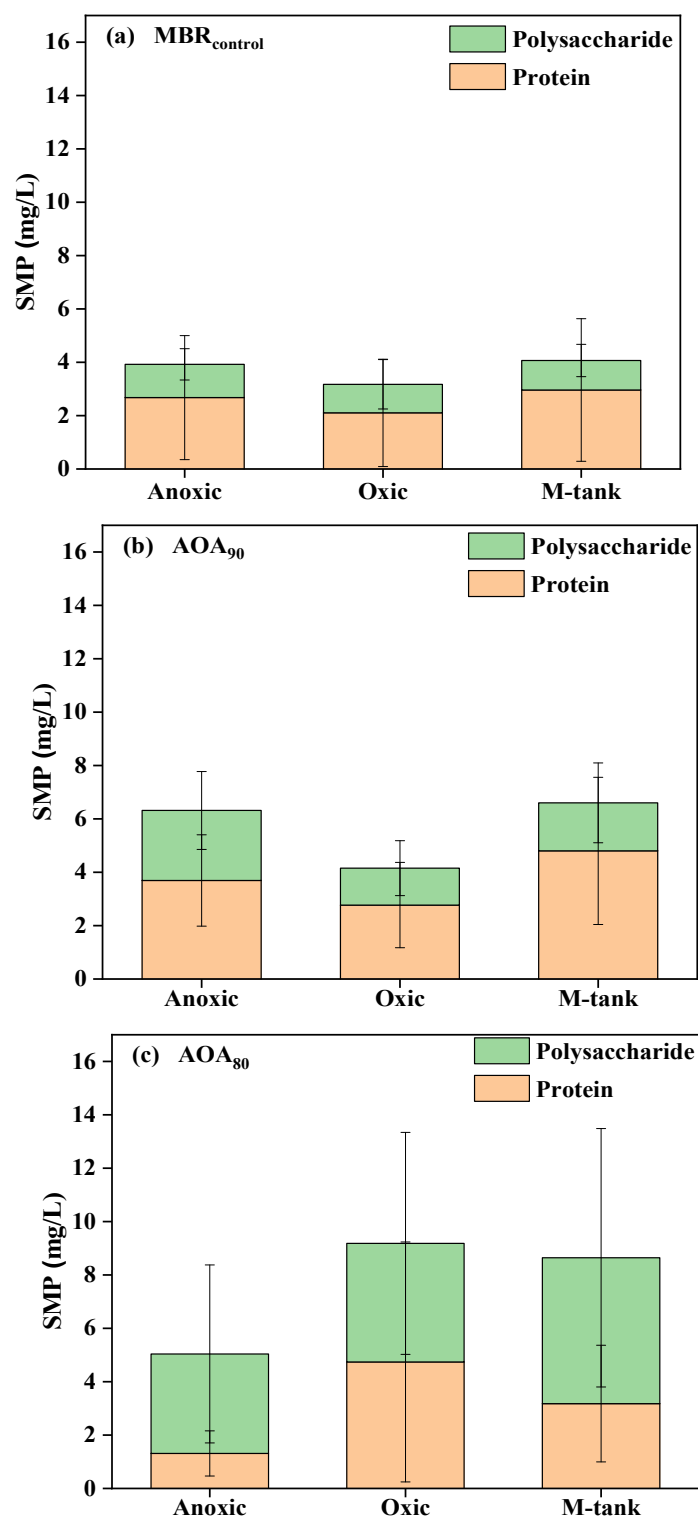 (a) MBRcontrol
Polysaccharide
Protein
SMP (mg/L)
16
14
12
10
8
6
4
2
0
Anoxic Oxic M-tank
(b) AOA90
Polysaccharide
Protein
SMP (mg/L)
16
14
12
10
8
6
4
2
0
Anoxic Oxic M-tank
(c) AOA80
Polysaccharide
Protein
SMP (mg/L)
16
14
12
10
8
6
4
2
0
Anoxic Oxic M-tank